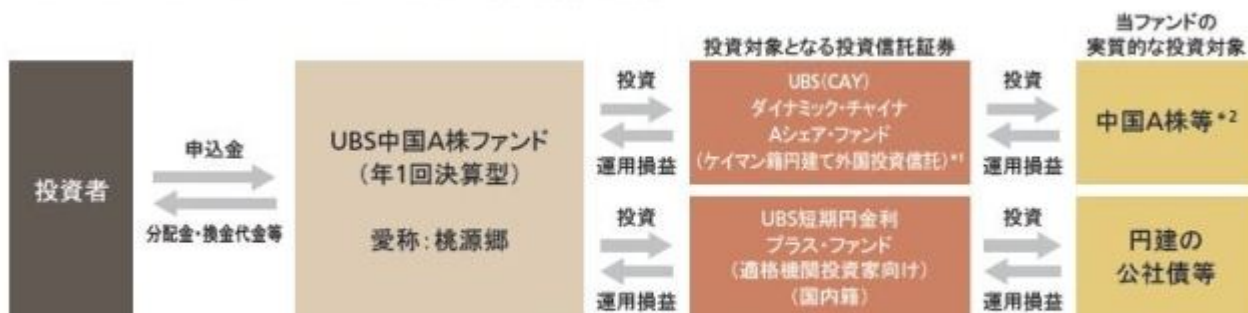 投資者
申込金
分配金・換金代金等
UBS中国A株ファンド
(年1回決算型)
愛称：桃源郷
投資
運用損益
投資
運用損益
投資対象となる投資信託証券
UBS(CAY)
ダイナミック・チャイナ
Aシェア・ファンド
(ケイマン籍円建て外国投資信託)*1
UBS短期円金利
プラス・ファンド
(適格機関投資家向け)
(国内籍)
投資
運用損益
投資
運用損益
当ファンドの
実質的な投資対象
中国A株等*2
円建の
公社債等